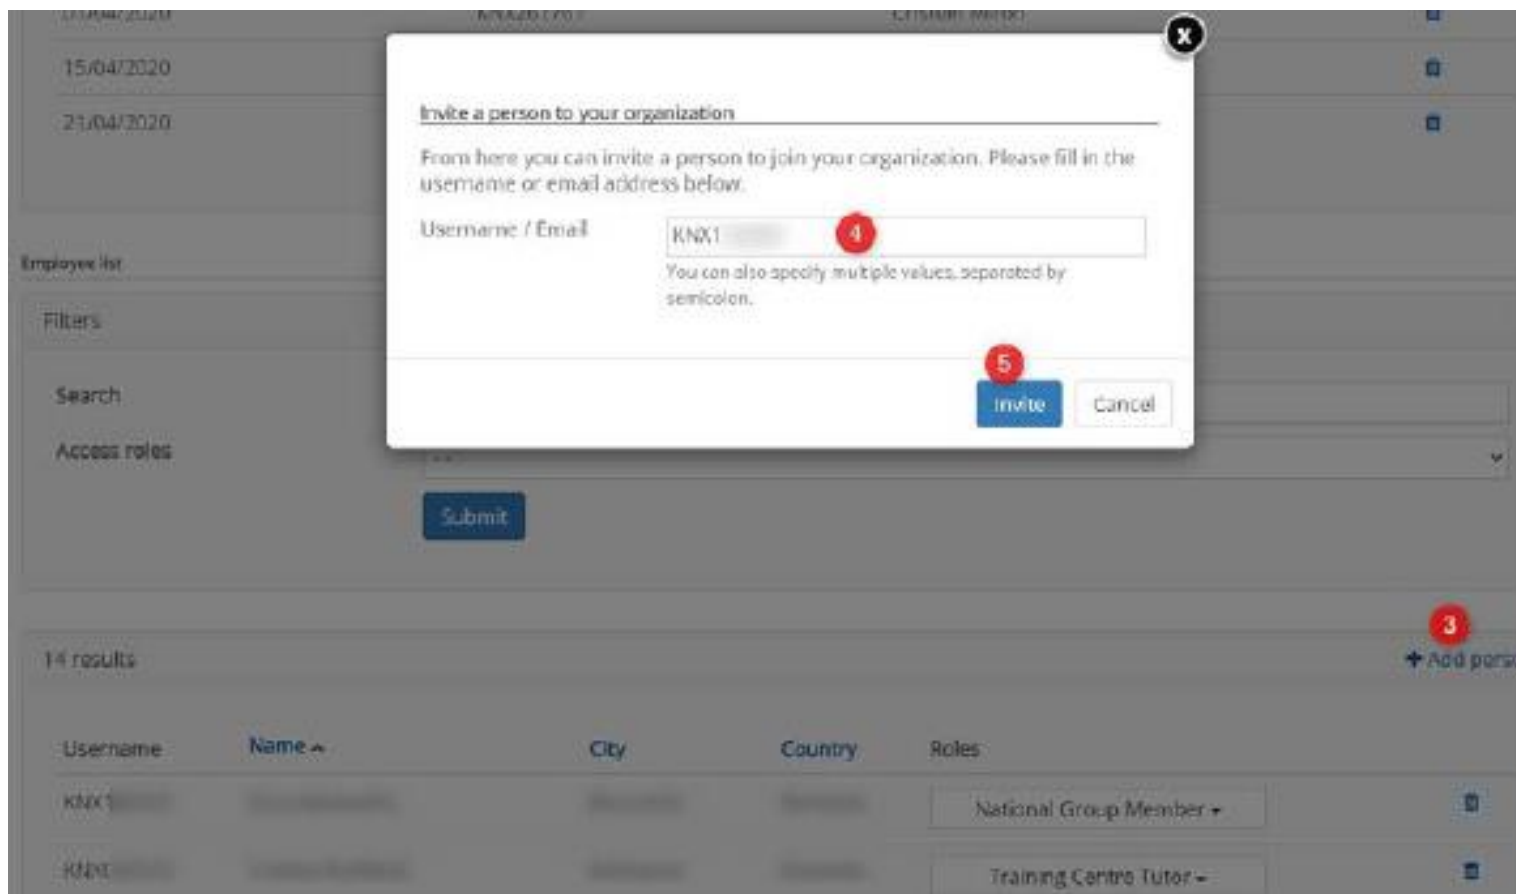 15/04/2020
x
Invite a person to your organization
21/04/2020
From here you can invite a person to join your organization. Please fill in the
username or email address below.
Username / Email
KNX1
4
You can also specify multiple values, separated by
semicolon.
Employee list
Filters
5
Search
Invite
Cancel
Access roles
--
Submit
3
14 results
+ Add
Username
Name
City
Country
Roles
KNX1
National Group Member
Training Centre Tutor